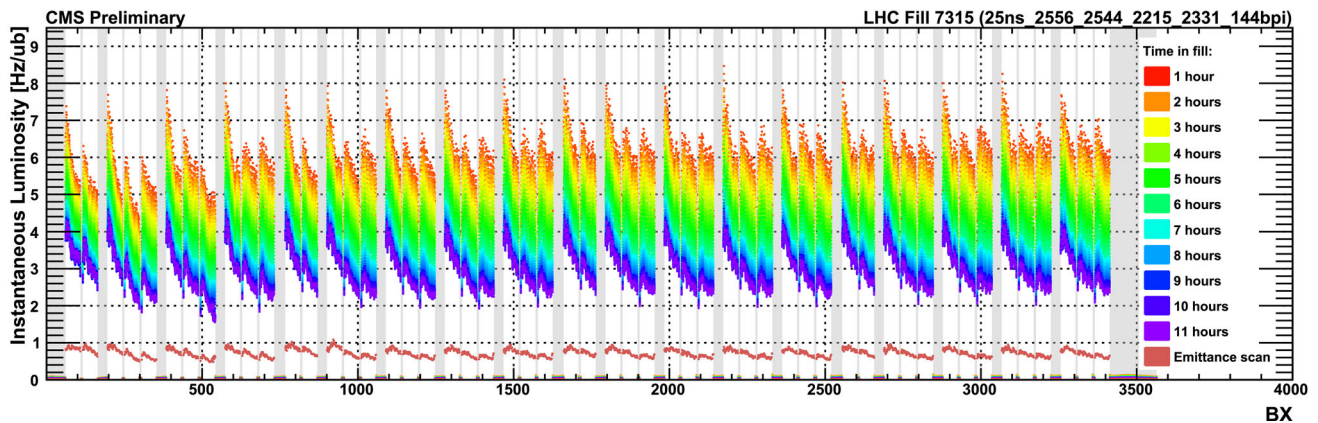 CMS Preliminary
LHC Fill 7315 (25ns_2556_2544_2215_2331_144bpi)
Instantaneous Luminosity [Hz/ub]
9
8
7
6
5
4
3
2
1
0
Time in fill:
1 hour
2 hours
3 hours
4 hours
5 hours
6 hours
7 hours
8 hours
9 hours
10 hours
11 hours
Emittance scan
500 1000 1500 2000 2500 3000 3500 4000
BX